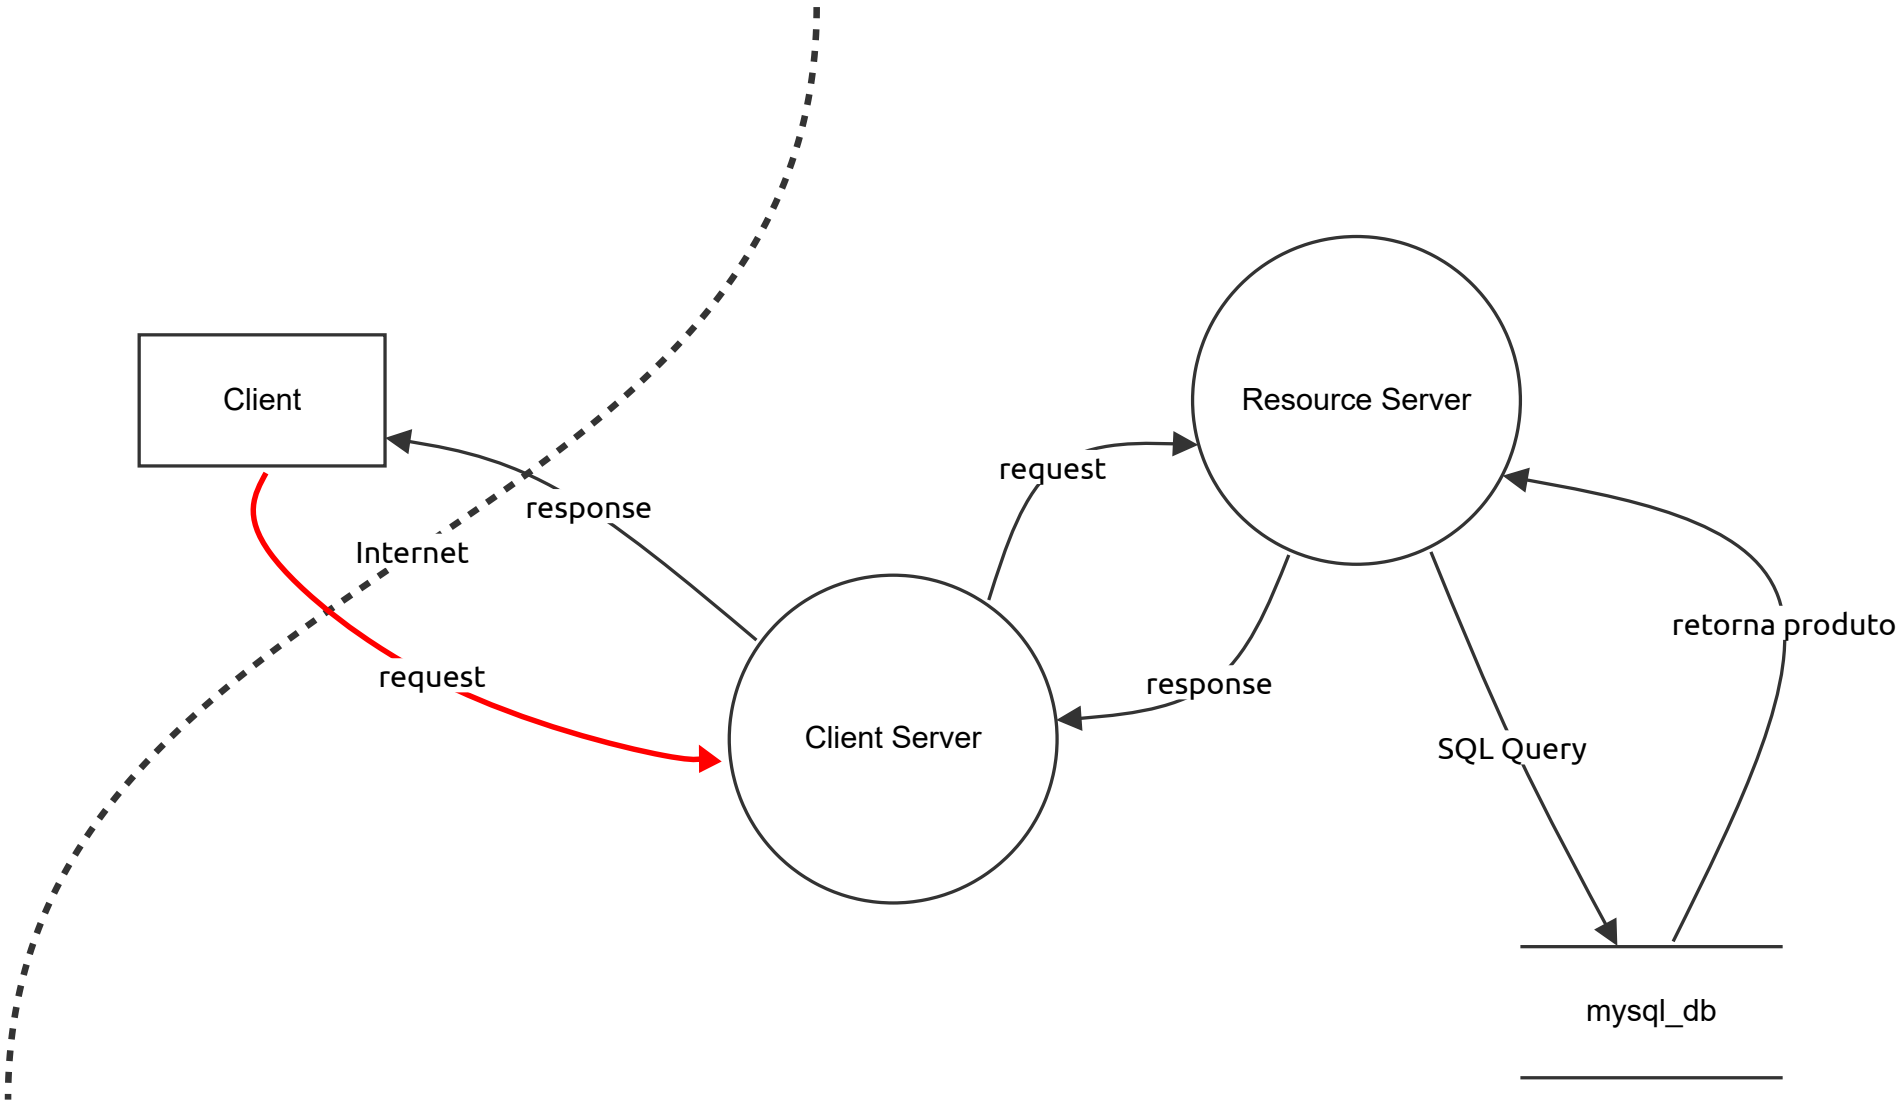 Client
Resource Server
request
response
Internet
retorna produto
request
response
Client Server
SQL Query
mysql_db